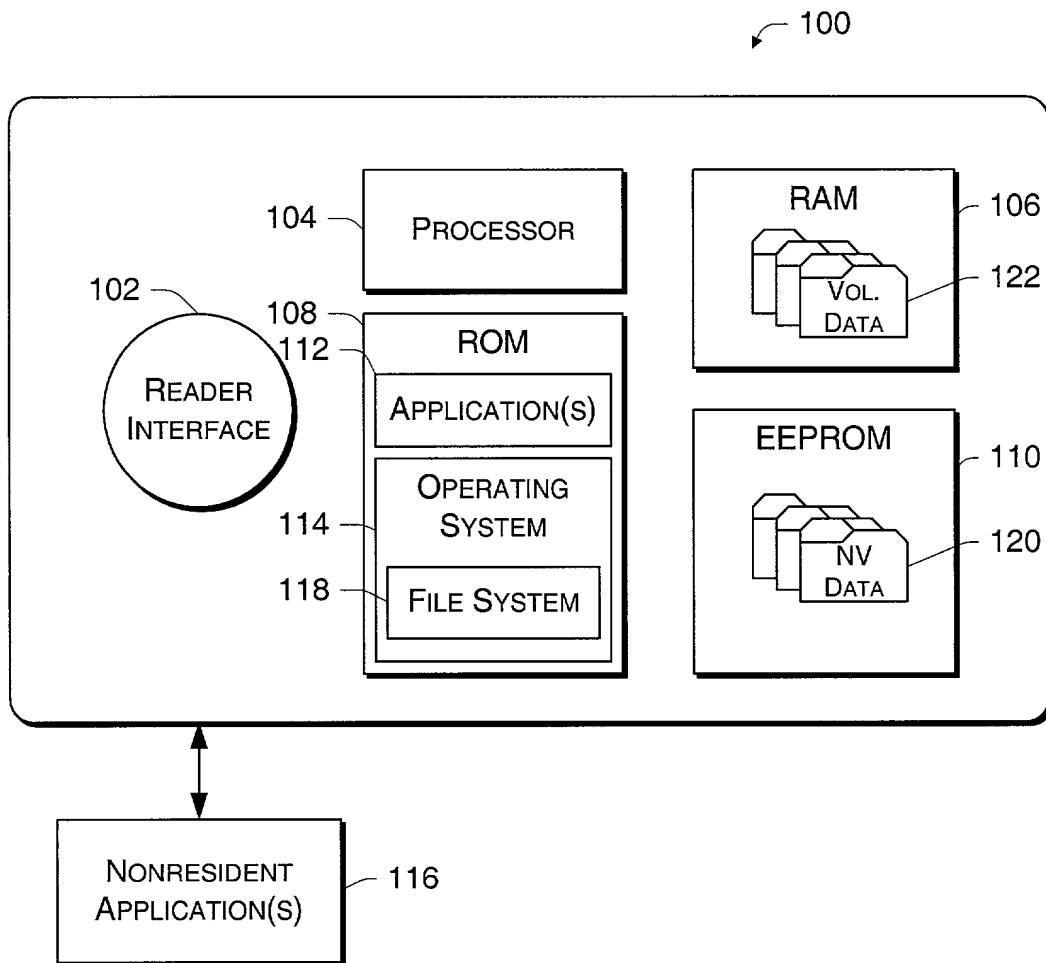 100
104
PROCESSOR
RAM
106
VOL.
DATA
122
102
READER
INTERFACE
108
ROM
112
APPLICATION(S)
OPERATING
SYSTEM
114
118
FILE SYSTEM
EEPROM
110
NV
DATA
120
NONRESIDENT
APPLICATION(S)
116